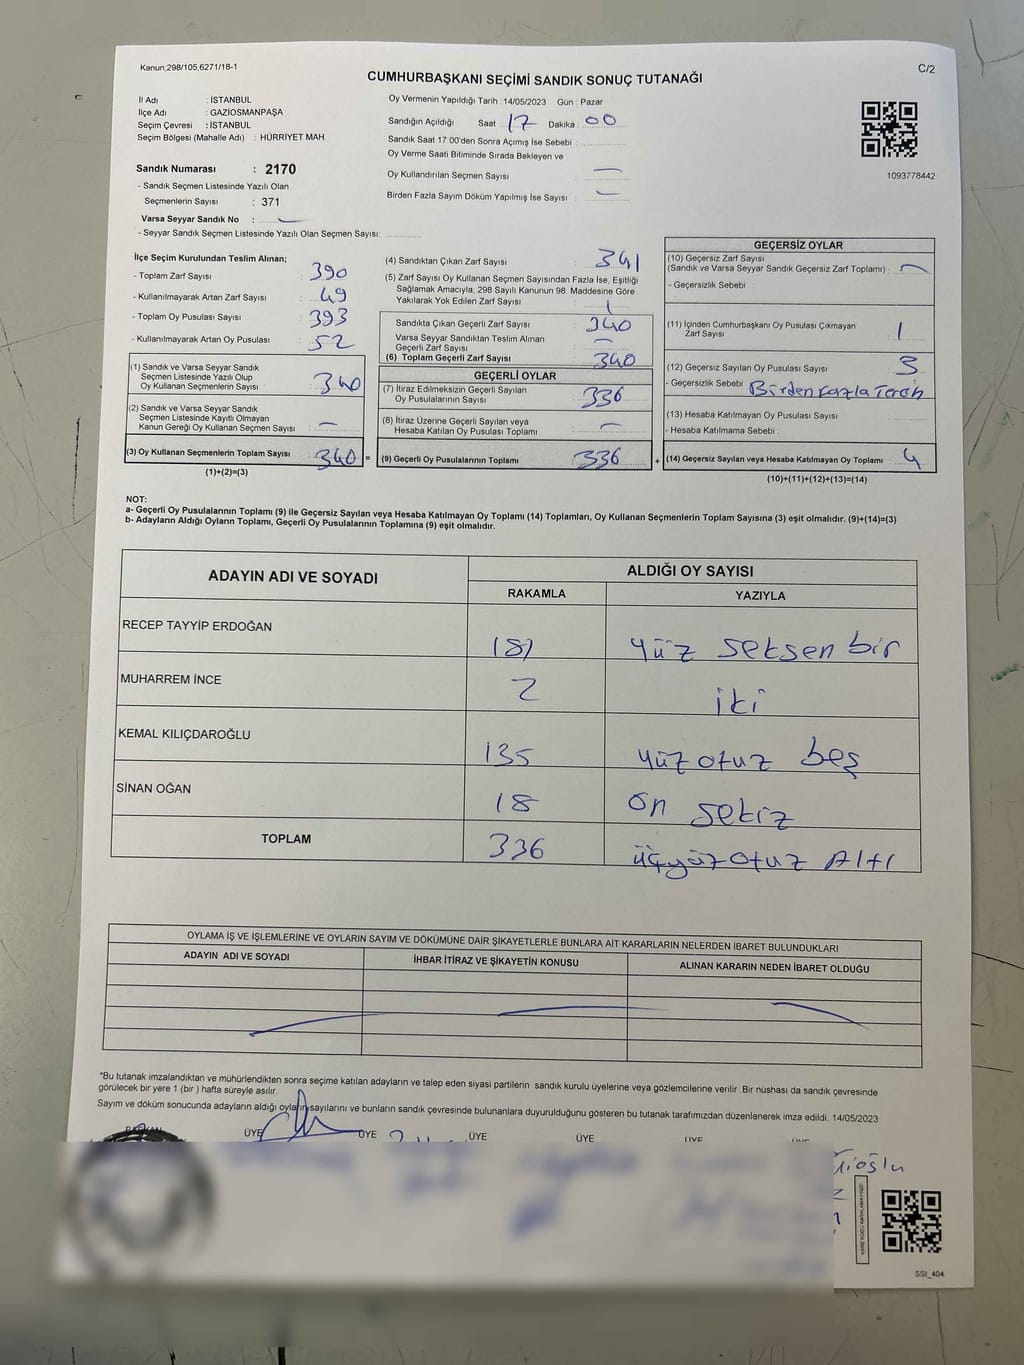 Kanun;298/105,6271/18-1
C/2
CUMHURBAŞKANI SEÇİMİ SANDIK SONUÇ TUTANAĞI
İl Adı : İSTANBUL
İlçe Adı : GAZİOSMANPAŞA
Seçim Çevresi : İSTANBUL
Seçim Bölgesi (Mahalle Adı) : HÜRRİYET MAH
Sandık Numarası : 2170
- Sandık Seçmen Listesinde Yazılı Olan
Seçmenlerin Sayısı : 371
Varsa Seyyar Sandık No : —
- Seyyar Sandık Seçmen Listesinde Yazılı Olan Seçmen Sayısı:
Oy Vermenin Yapıldığı Tarih : 14/05/2023 Gün : Pazar
Sandığın Açıldığı Saat 17 Dakika : 00
Sandık Saat 17.00'den Sonra Açımış İse Sebebi :
Oy Verme Saati Bitiminde Sırada Bekleyen ve
Oy Kullandırılan Seçmen Sayısı —
Birden Fazla Sayım Döküm Yapılmış İse Sayısı : —
1093778442
İlçe Seçim Kurulundan Teslim Alınan;
- Toplam Zarf Sayısı : 390
- Kullanılmayarak Artan Zarf Sayısı : 49
- Toplam Oy Pusulası Sayısı : 393
- Kullanılmayarak Artan Oy Pusulası : 52
(1) Sandık ve Varsa Seyyar Sandık
Seçmen Listesinde Yazılı Olup
Oy Kullanan Seçmenlerin Sayısı : 340
(2) Sandık ve Varsa Seyyar Sandık
Seçmen Listesinde Kayıtlı Olmayan
Kanun Gereği Oy Kullanan Seçmen Sayısı : —
(3) Oy Kullanan Seçmenlerin Toplam Sayısı : 340 =
(1)+(2)=(3)
(4) Sandıktan Çıkan Zarf Sayısı : 341
(5) Zarf Sayısı Oy Kullanan Seçmen Sayısından Fazla İse, Eşitliği
Sağlamak Amacıyla; 298 Sayılı Kanunun 98. Maddesine Göre
Yakılarak Yok Edilen Zarf Sayısı : 1
Sandıkta Çıkan Geçerli Zarf Sayısı : 340
Varsa Seyyar Sandıktan Teslim Alınan
Geçerli Zarf Sayısı : —
(6) Toplam Geçerli Zarf Sayısı : 340
GEÇERLİ OYLAR
(7) İtiraz Edilmeksizin Geçerli Sayılan
Oy Pusulalarının Sayısı : 336
(8) İtiraz Üzerine Geçerli Sayılan veya
Hesaba Katılan Oy Pusulası Toplamı : —
(9) Geçerli Oy Pusulalarının Toplamı : 336 +
GEÇERSİZ OYLAR
(10) Geçersiz Zarf Sayısı
(Sandık ve Varsa Seyyar Sandık Geçersiz Zarf Toplamı) : —
- Geçersizlik Sebebi :
(11) İçinden Cumhurbaşkanı Oy Pusulası Çıkmayan
Zarf Sayısı : 1
(12) Geçersiz Sayılan Oy Pusulası Sayısı : 3
- Geçersizlik Sebebi : Birden fazla Tercih
(13) Hesaba Katılmayan Oy Pusulası Sayısı :
- Hesaba Katılmama Sebebi :
(14) Geçersiz Sayılan veya Hesaba Katılmayan Oy Toplamı : 4
(10)+(11)+(12)+(13)=(14)
NOT:
a- Geçerli Oy Pusulalarının Toplamı (9) ile Geçersiz Sayılan veya Hesaba Katılmayan Oy Toplamı (14) Toplamları, Oy Kullanan Seçmenlerin Toplam Sayısına (3) eşit olmalıdır. (9)+(14)=(3)
b- Adayların Aldığı Oyların Toplamı, Geçerli Oy Pusulalarının Toplamına (9) eşit olmalıdır.
ADAYIN ADI VE SOYADI
ALDIĞI OY SAYISI
RAKAMLA YAZIYLA
RECEP TAYYİP ERDOĞAN 181 yüz seksen bir
MUHARREM İNCE 2 iki
KEMAL KILIÇDAROĞLU 135 yüz otuz beş
SİNAN OĞAN 18 on sekiz
TOPLAM 336 üçyüz otuz Altı
OYLAMA İŞ VE İŞLEMLERİNE VE OYLARIN SAYIM VE DÖKÜMÜNE DAİR ŞİKAYETLERLE BUNLARA AİT KARARLARIN NELERDEN İBARET BULUNDUKLARI
ADAYIN ADI VE SOYADI İHBAR İTİRAZ VE ŞİKAYETİN KONUSU ALINAN KARARIN NEDEN İBARET OLDUĞU
*Bu tutanak imzalandıktan ve mühürlendikten sonra seçime katılan adayların ve talep eden siyasi partilerin sandık kurulu üyelerine veya gözlemcilerine verilir. Bir nüshası da sandık çevresinde
görülecek bir yere 1 (bir) hafta süreyle asılır.
Sayım ve döküm sonucunda adayların aldığı oyların sayılarını ve bunların sandık çevresinde bulunanlara duyurulduğunu gösteren bu tutanak tarafımızdan düzenlenerek imza edildi. 14/05/2023
BAŞKAN ÜYE ÜYE ÜYE ÜYE ÜYE ÜYE
SSI_404